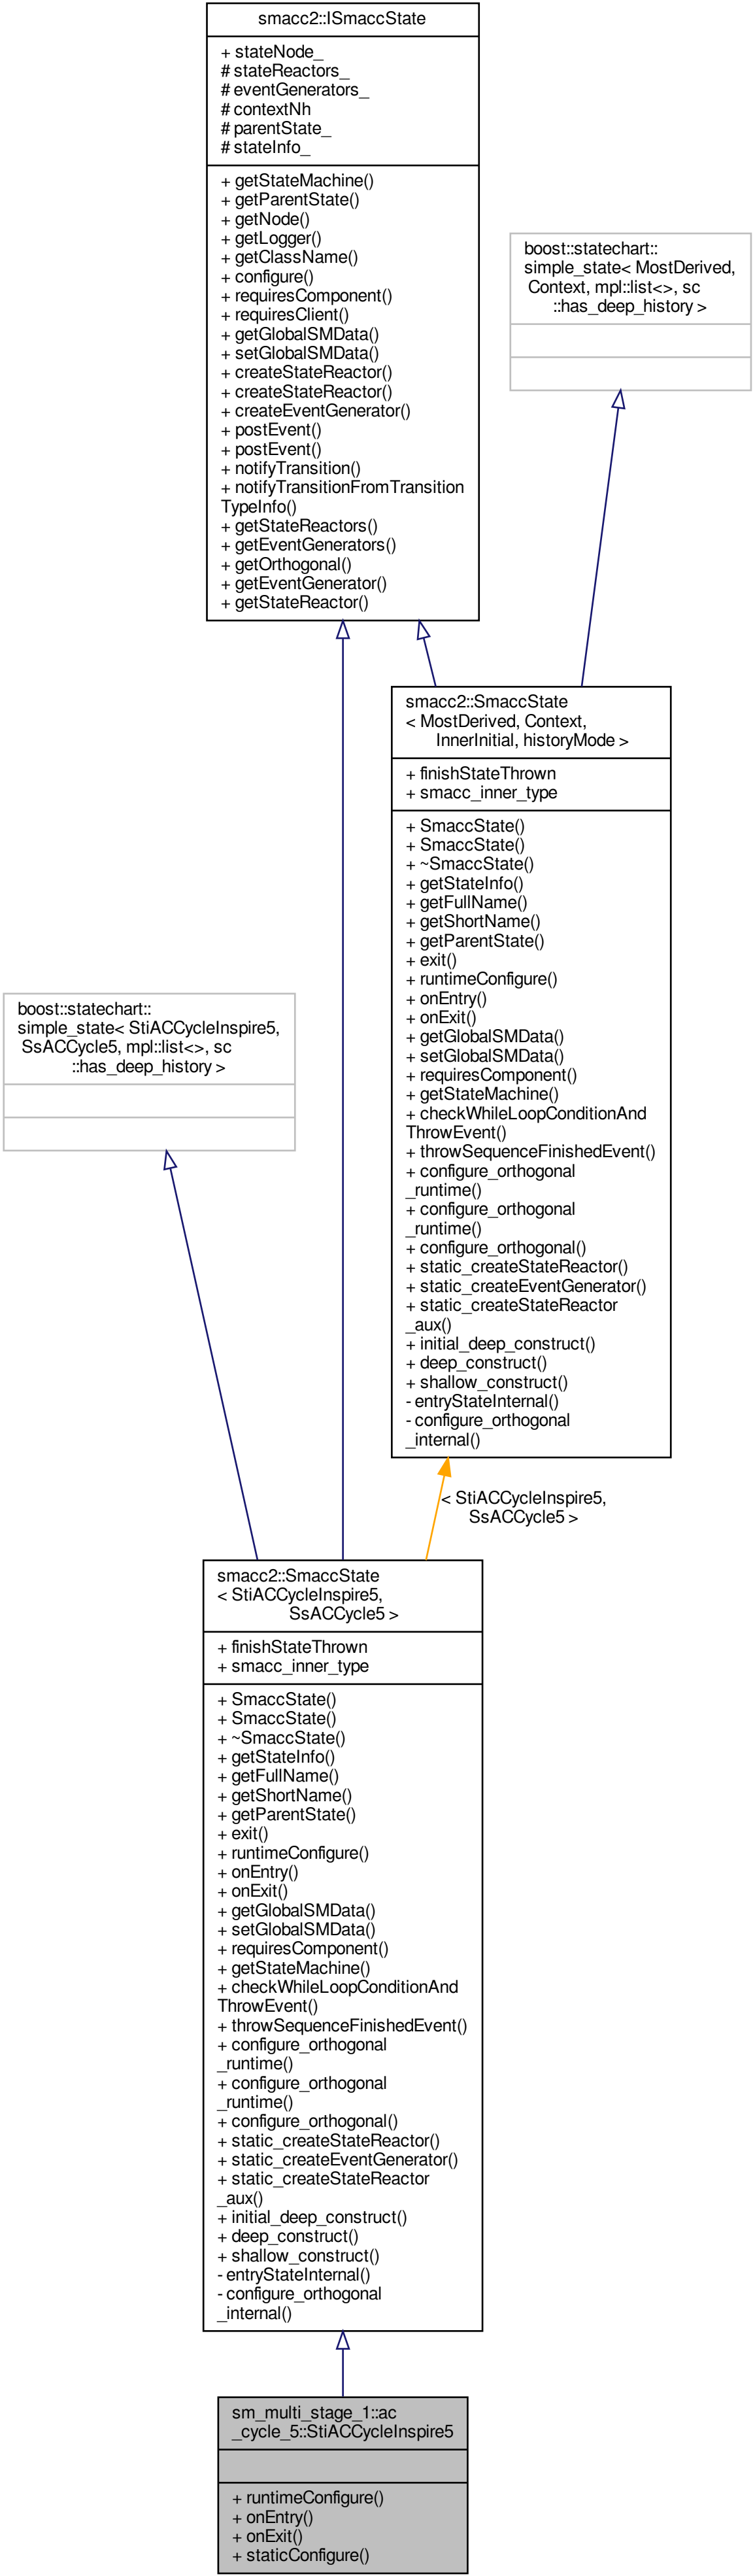 smacc2::ISmaccState
+ stateNode_
# stateReactors_
# eventGenerators_
# contextNh
# parentState_
# stateInfo_
+ getStateMachine()
+ getParentState()
+ getNode()
+ getLogger()
+ getClassName()
+ configure()
+ requiresComponent()
+ requiresClient()
+ getGlobalSMData()
+ setGlobalSMData()
+ createStateReactor()
+ createStateReactor()
+ createEventGenerator()
+ postEvent()
+ postEvent()
+ notifyTransition()
+ notifyTransitionFromTransition
TypeInfo()
+ getStateReactors()
+ getEventGenerators()
+ getOrthogonal()
+ getEventGenerator()
+ getStateReactor()
boost::statechart::
simple_state< MostDerived,
Context, mpl::list<>, sc
::has_deep_history >
smacc2::SmaccState
< MostDerived, Context,
InnerInitial, historyMode >
+ finishStateThrown
+ smacc_inner_type
+ SmaccState()
+ SmaccState()
+ ~SmaccState()
+ getStateInfo()
+ getFullName()
+ getShortName()
+ getParentState()
+ exit()
+ runtimeConfigure()
+ onEntry()
+ onExit()
+ getGlobalSMData()
+ setGlobalSMData()
+ requiresComponent()
+ getStateMachine()
+ checkWhileLoopConditionAnd
ThrowEvent()
+ throwSequenceFinishedEvent()
+ configure_orthogonal
_runtime()
+ configure_orthogonal
_runtime()
+ configure_orthogonal()
+ static_createStateReactor()
+ static_createEventGenerator()
+ static_createStateReactor
_aux()
+ initial_deep_construct()
+ deep_construct()
+ shallow_construct()
- entryStateInternal()
- configure_orthogonal
_internal()
boost::statechart::
simple_state< StiACCycleInspire5,
SsACCycle5, mpl::list<>, sc
::has_deep_history >
< StiACCycleInspire5,
SsACCycle5 >
smacc2::SmaccState
< StiACCycleInspire5,
SsACCycle5 >
+ finishStateThrown
+ smacc_inner_type
+ SmaccState()
+ SmaccState()
+ ~SmaccState()
+ getStateInfo()
+ getFullName()
+ getShortName()
+ getParentState()
+ exit()
+ runtimeConfigure()
+ onEntry()
+ onExit()
+ getGlobalSMData()
+ setGlobalSMData()
+ requiresComponent()
+ getStateMachine()
+ checkWhileLoopConditionAnd
ThrowEvent()
+ throwSequenceFinishedEvent()
+ configure_orthogonal
_runtime()
+ configure_orthogonal
_runtime()
+ configure_orthogonal()
+ static_createStateReactor()
+ static_createEventGenerator()
+ static_createStateReactor
_aux()
+ initial_deep_construct()
+ deep_construct()
+ shallow_construct()
- entryStateInternal()
- configure_orthogonal
_internal()
sm_multi_stage_1::ac
_cycle_5::StiACCycleInspire5
+ runtimeConfigure()
+ onEntry()
+ onExit()
+ staticConfigure()